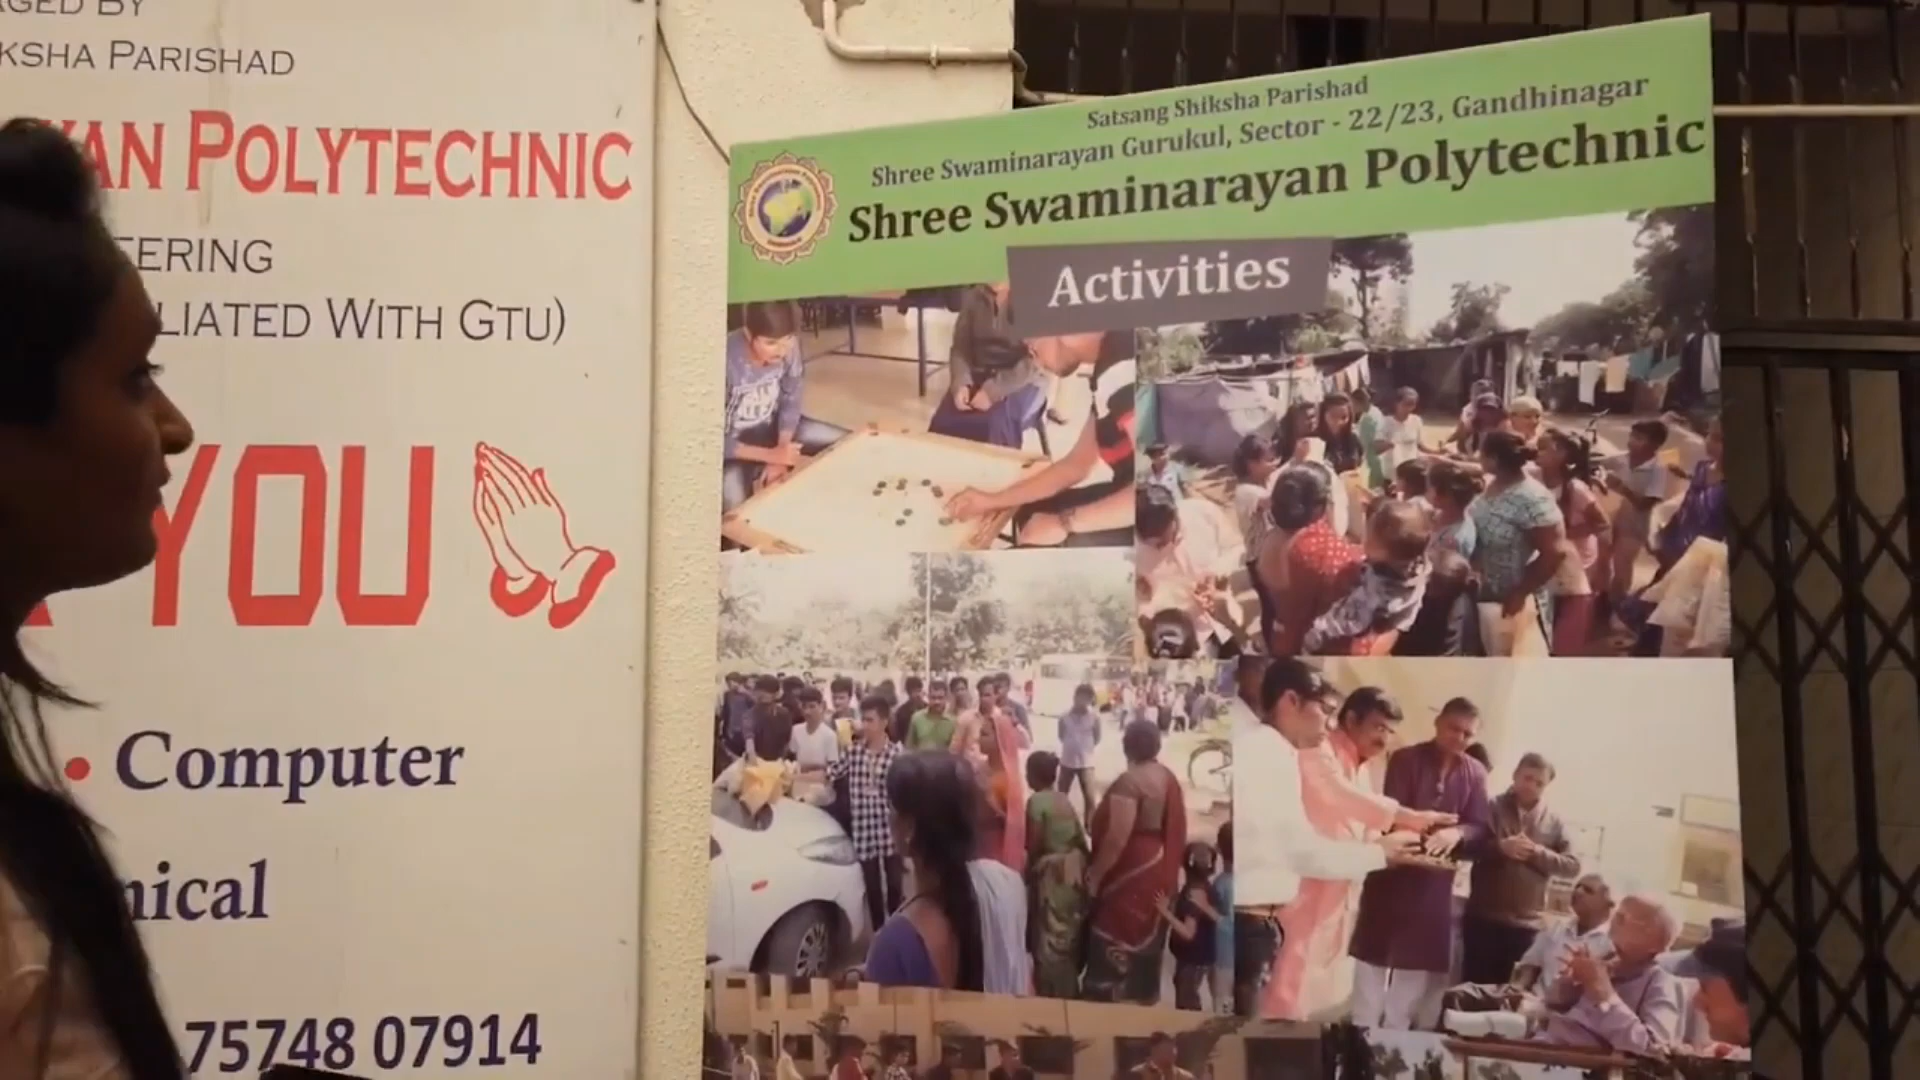 AGED BY
KSHA PARISHAD
YAN POLYTECHNIC
ERING
LIATED WITH GTU)
YOU
• Computer
nical
75748 07914
Satsang Shiksha Parishad
Shree Swaminarayan Gurukul, Sector - 22/23, Gandhinagar
Shree Swaminarayan Polytechnic
Activities